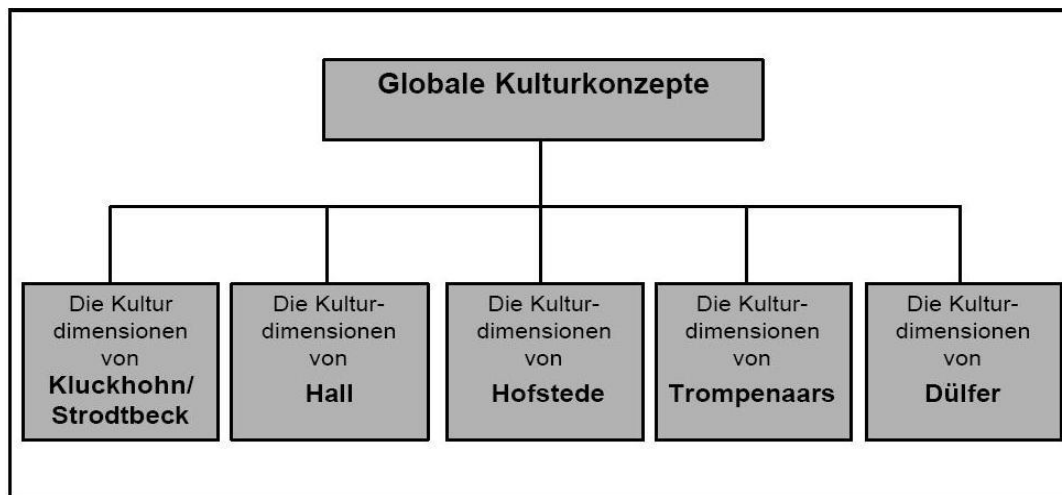 Globale Kulturkonzepte
Die Kultur
dimensionen
von
Kluckhohn/
Strodtbeck
Die Kultur-
dimensionen
von
Hall
Die Kultur-
dimensionen
von
Hofstede
Die Kultur-
dimensionen
von
Trompenaars
Die Kultur-
dimensionen
von
Dülfer